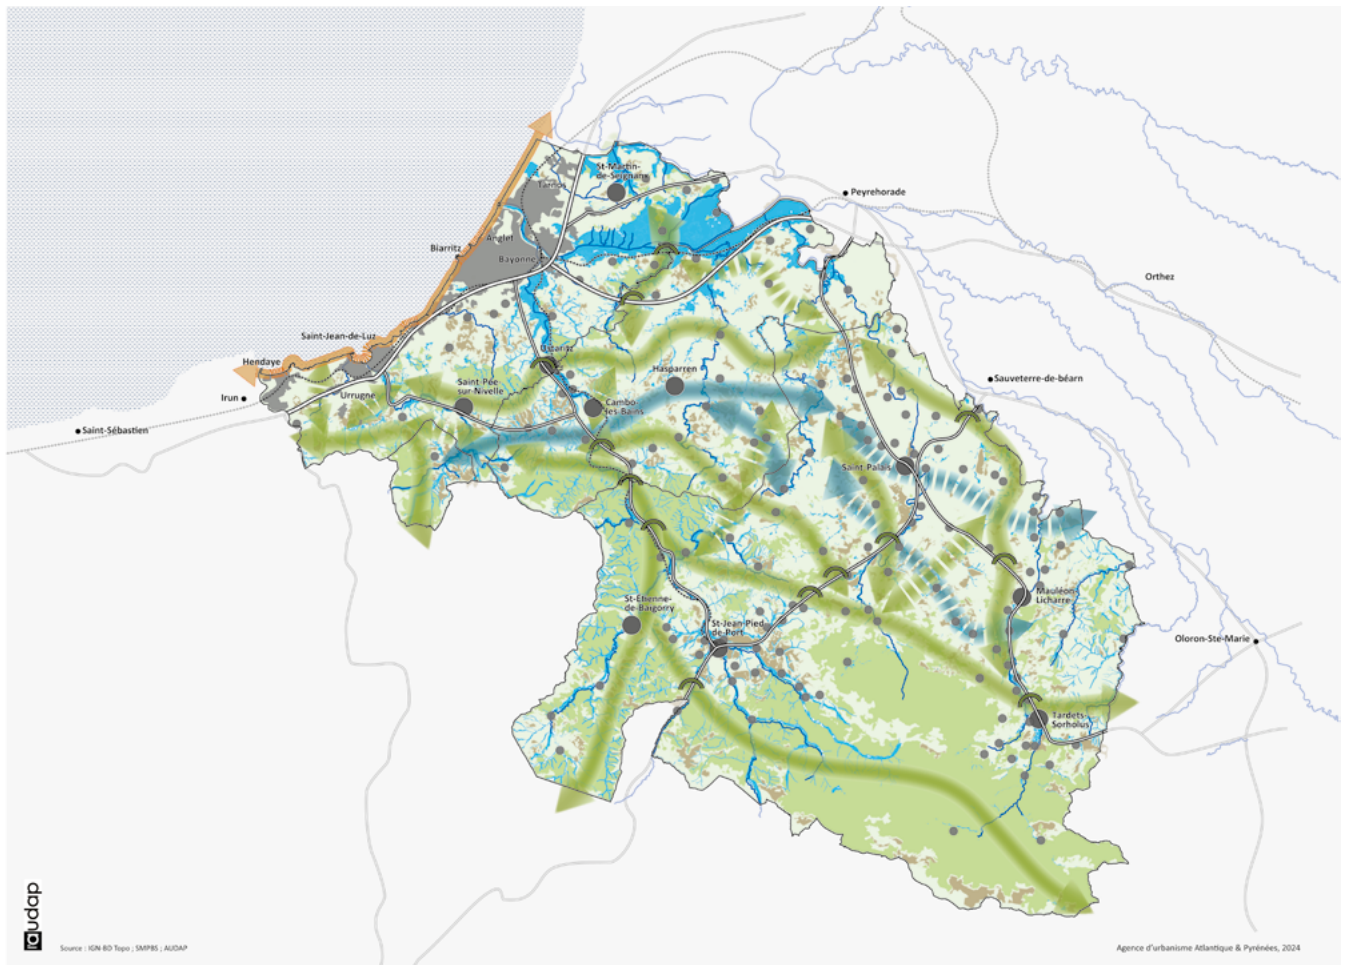 St-Martin-
de-Seignanx
Tarnos
Peyrehorade
Anglet
Biarritz
Bayonne
Orthez
Saint-Jean-de-Luz
Ustaritz
Hendaye
Hasparren
Sauveterre-de-béarn
Saint-Pée
sur-Nivelle
Irun
Urrugne
Cambo
-les-Bains
Saint-Sébastien
Saint-Palais
Mauléon-
Licharre
St-Etienne-
de-Baïgorry
St-Jean-Pied
de-Port
Oloron-Ste-Marie
Tardets-
Sorholus
audap
Source : IGN-BD Topo ; SMPBS ; AUDAP
Agence d'urbanisme Atlantique & Pyrénées, 2024